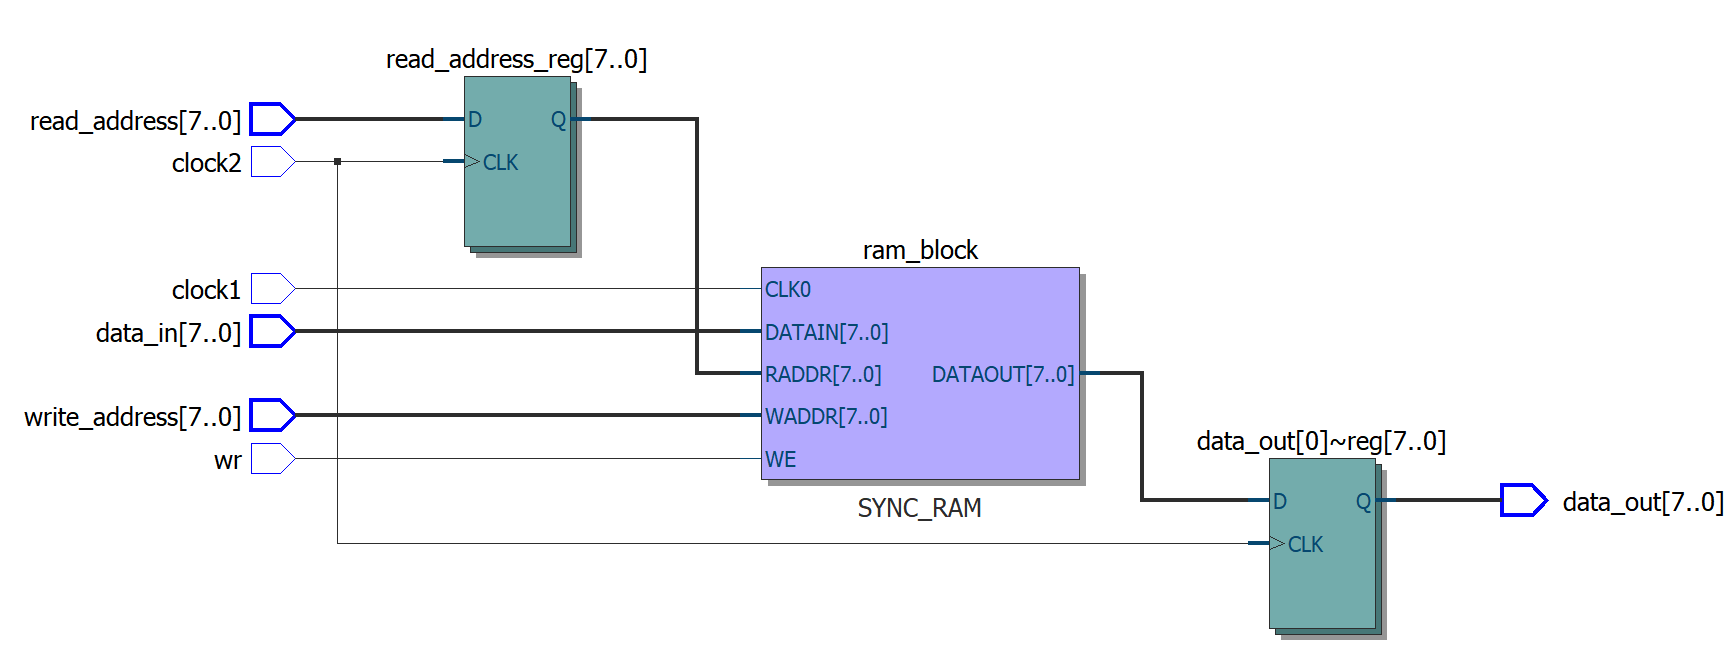 read_address_reg[7..0]
read_address[7..0]
D
Q
clock2
CLK
ram_block
clock1
CLK0
data_in[7..0]
DATAIN[7..0]
RADDR[7..0]
DATAOUT[7..0]
write_address[7..0]
WADDR[7..0]
wr
WE
SYNC_RAM
data_out[0]~reg[7..0]
D
Q
data_out[7..0]
CLK